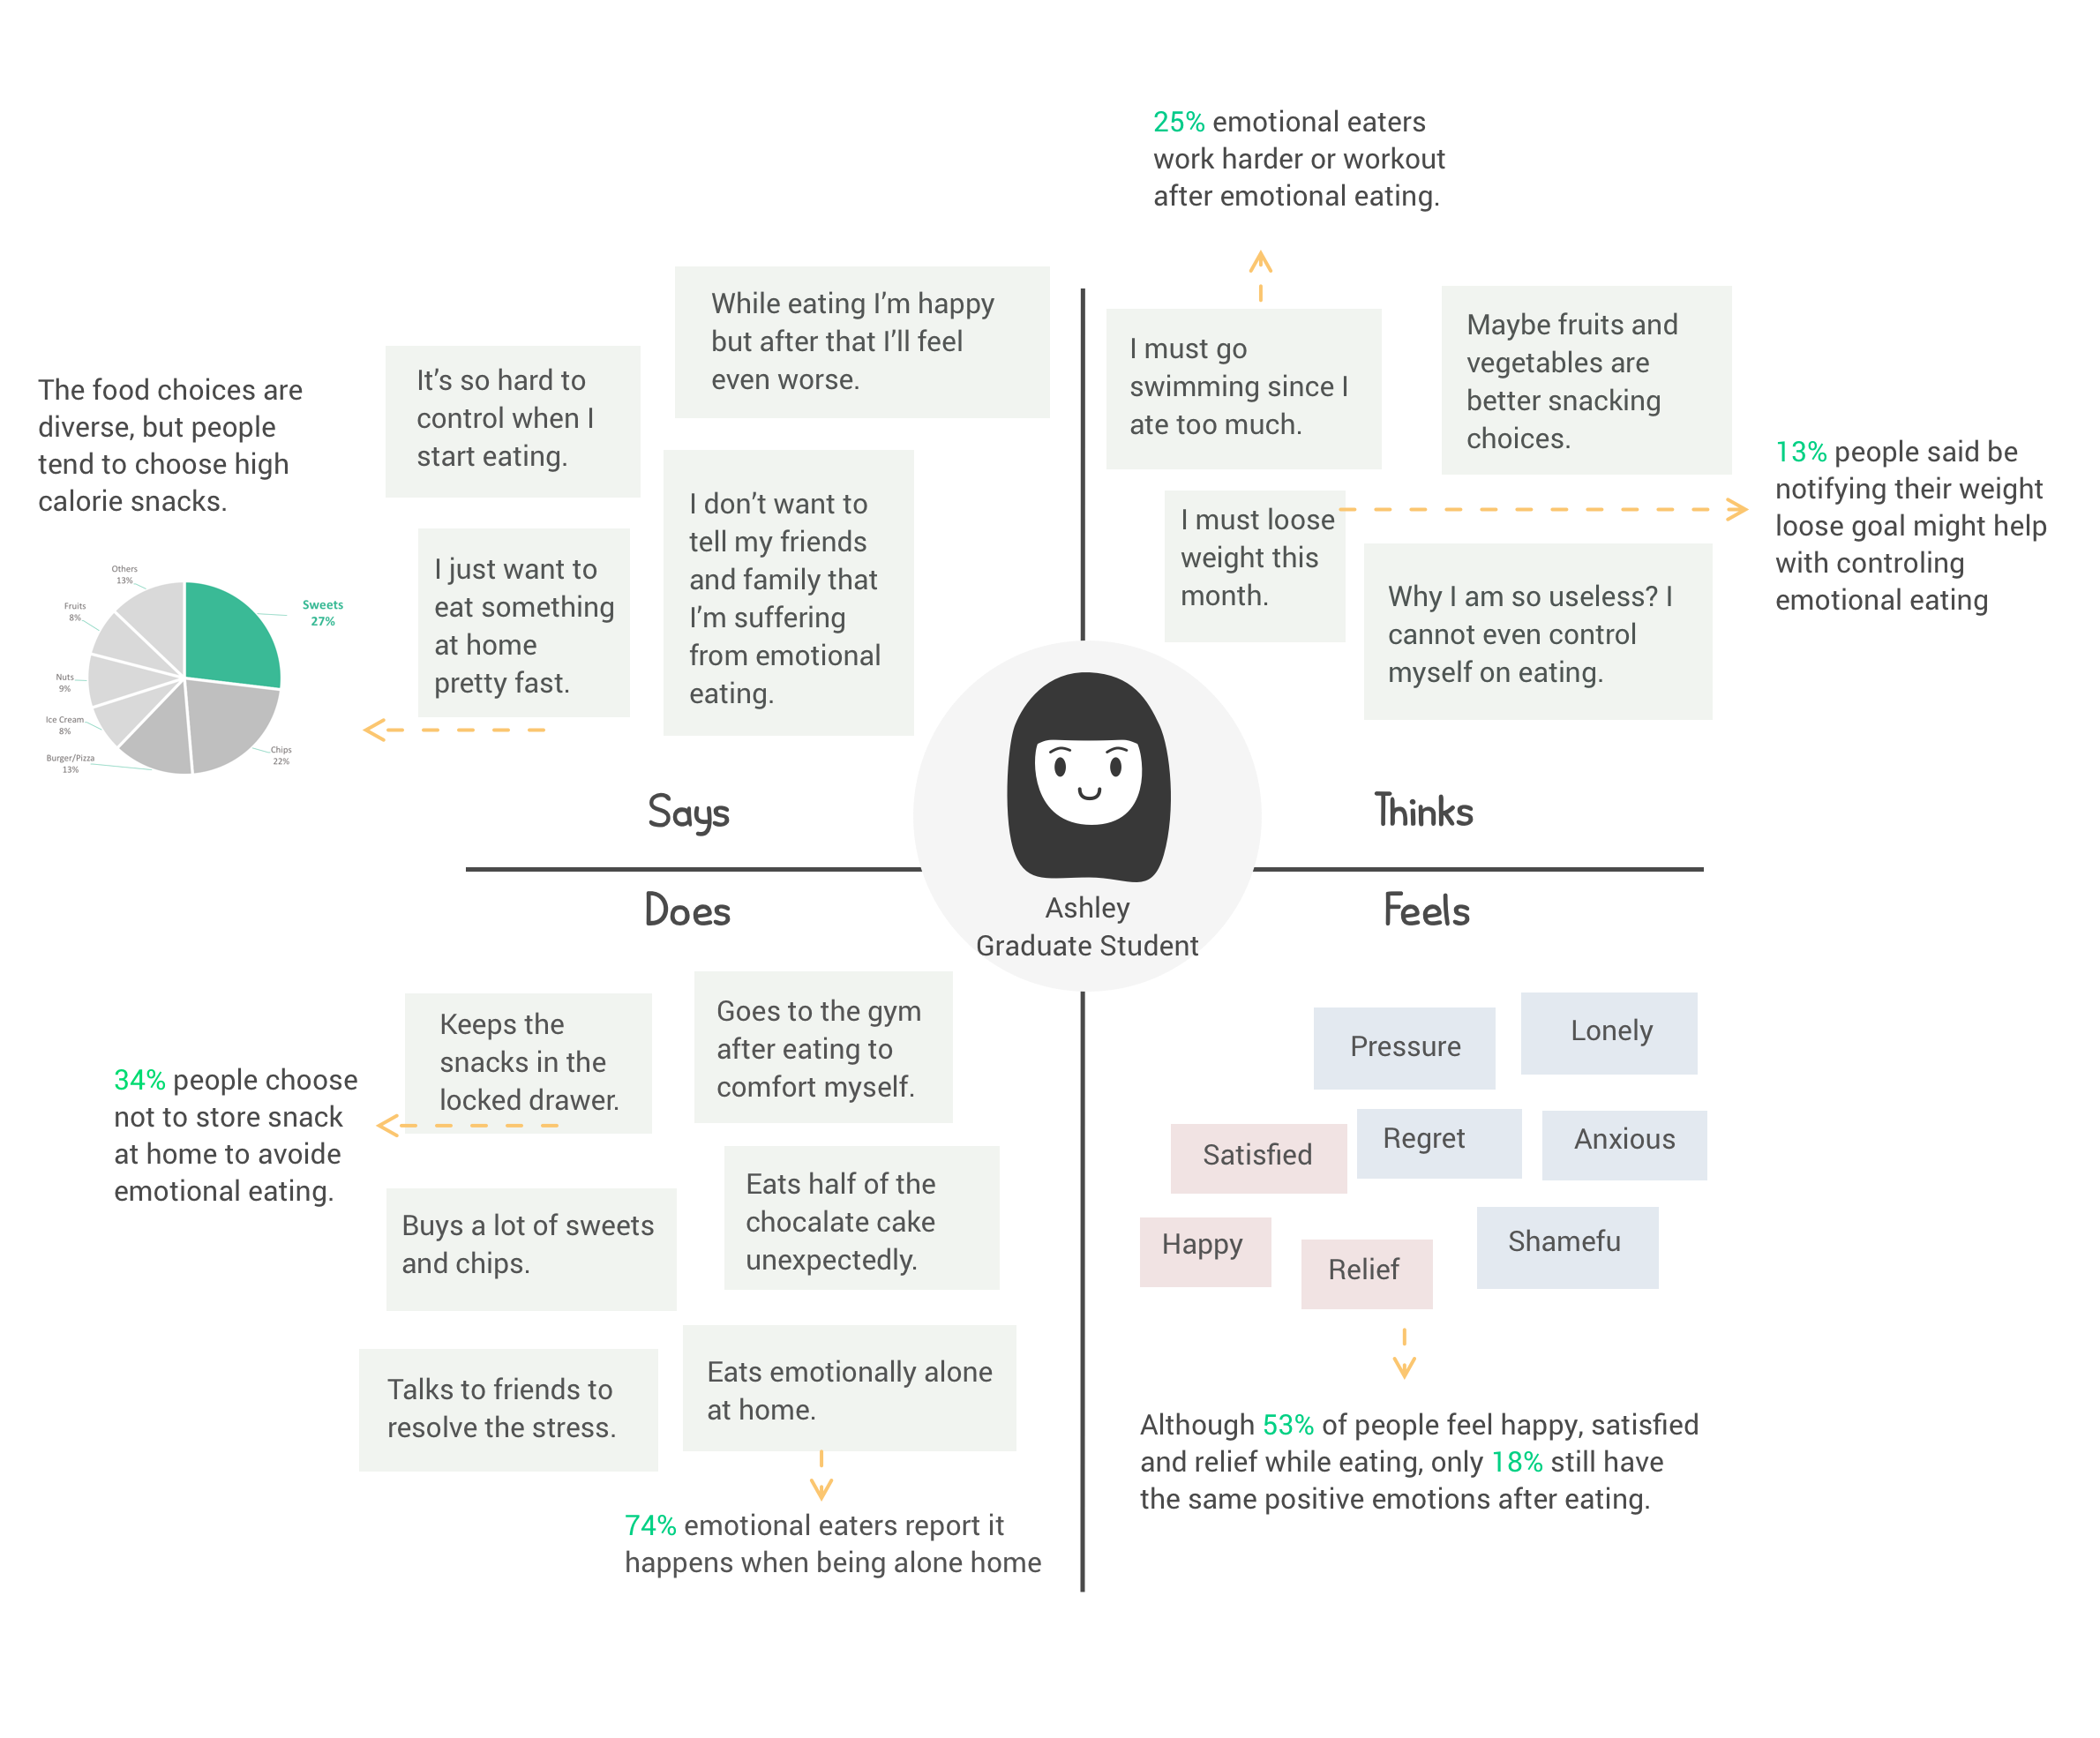 25% emotional eaters
work harder or workout
after emotional eating.
While eating I’m happy
but after that I’ll feel
even worse.
It’s so hard to
control when I
start eating.
I don’t want to
tell my friends
and family that
I’m suffering
from emotional
eating.
I just want to
eat something
at home
pretty fast.
The food choices are
diverse, but people
tend to choose high
calorie snacks.
Others
13%
Sweets
27%
Fruits
8%
Nuts
9%
Ice Cream
8%
Burger/Pizza
13%
Chips
22%
Says
I must go
swimming since I
ate too much.
Maybe fruits and
vegetables are
better snacking
choices.
I must loose
weight this
month.
13% people said be
notifying their weight
loose goal might help
with controling
emotional eating
Why I am so useless? I
cannot even control
myself on eating.
Thinks
Ashley
Graduate Student
Does
Keeps the
snacks in the
locked drawer.
Goes to the gym
after eating to
comfort myself.
34% people choose
not to store snack
at home to avoide
emotional eating.
Eats half of the
chocalate cake
unexpectedly.
Buys a lot of sweets
and chips.
Talks to friends to
resolve the stress.
Eats emotionally alone
at home.
74% emotional eaters report it
happens when being alone home
Feels
Pressure
Lonely
Satisfied
Regret
Anxious
Happy
Relief
Shamefu
Although 53% of people feel happy, satisfied
and relief while eating, only 18% still have
the same positive emotions after eating.